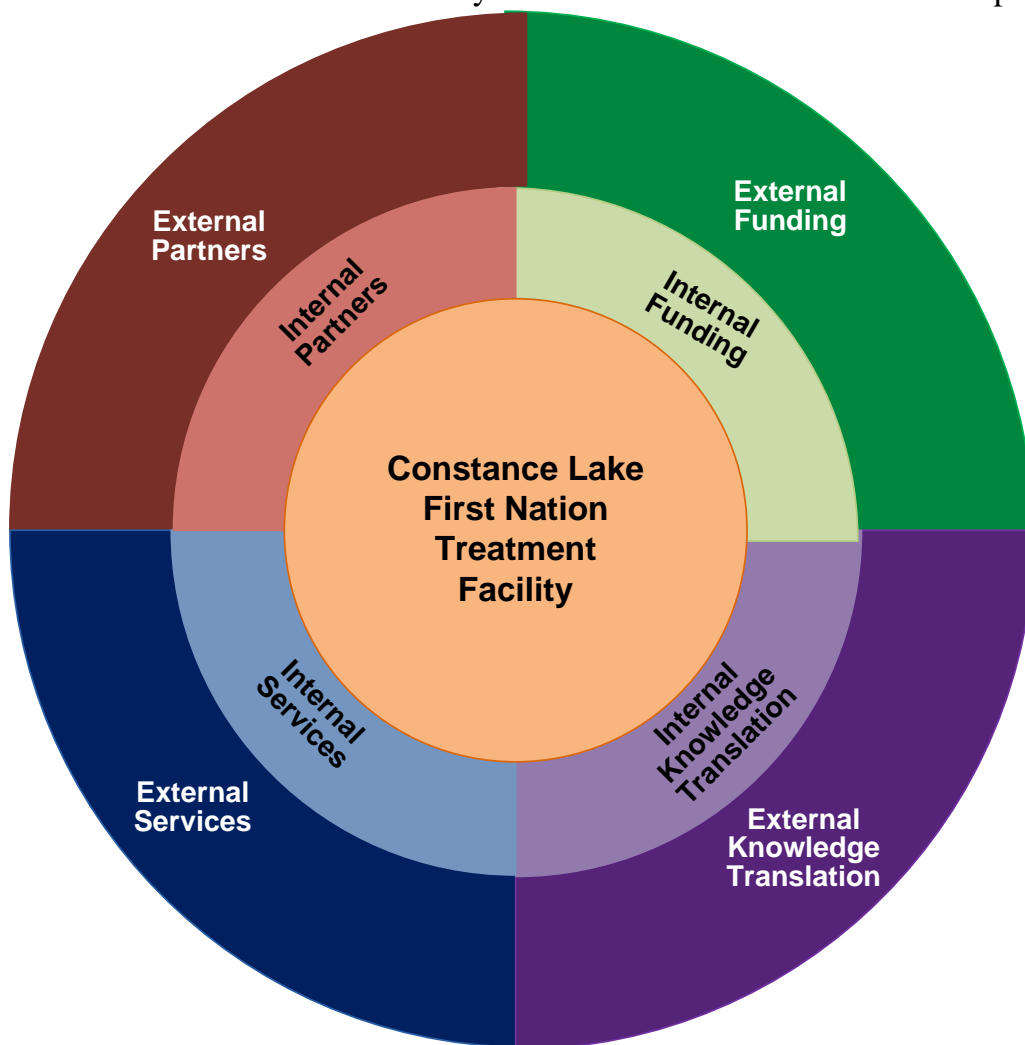 External
Partners
External
Funding
Internal
Partners
Internal
Funding
Constance Lake
First Nation
Treatment
Facility
Internal
Services
Internal
Knowledge
Translation
External
Services
External
Knowledge
Translation